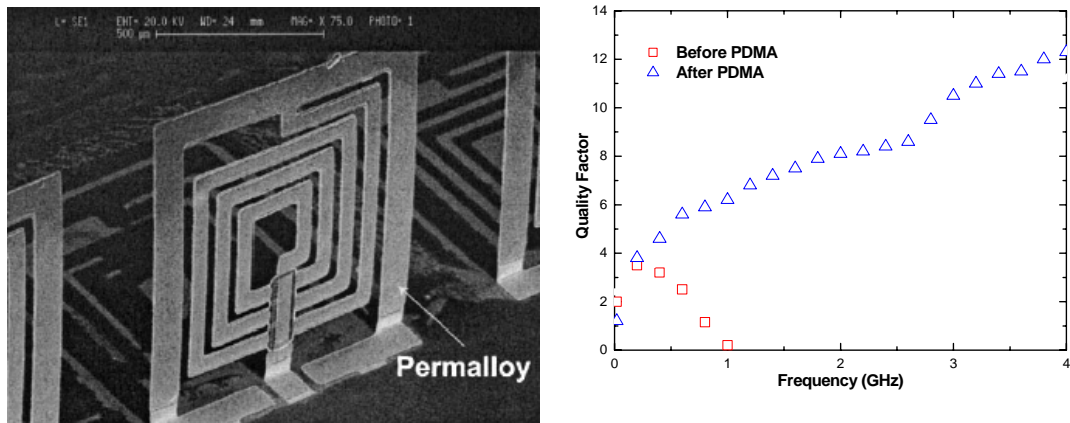 L= SE1 EHT= 20.0 KV WD= 24 mm MAG= X 75.0 PHOTO= 1
500 µm
Permalloy
Before PDMA
After PDMA
Quality Factor
14
12
10
8
6
4
2
0
0 1 2 3 4
Frequency (GHz)